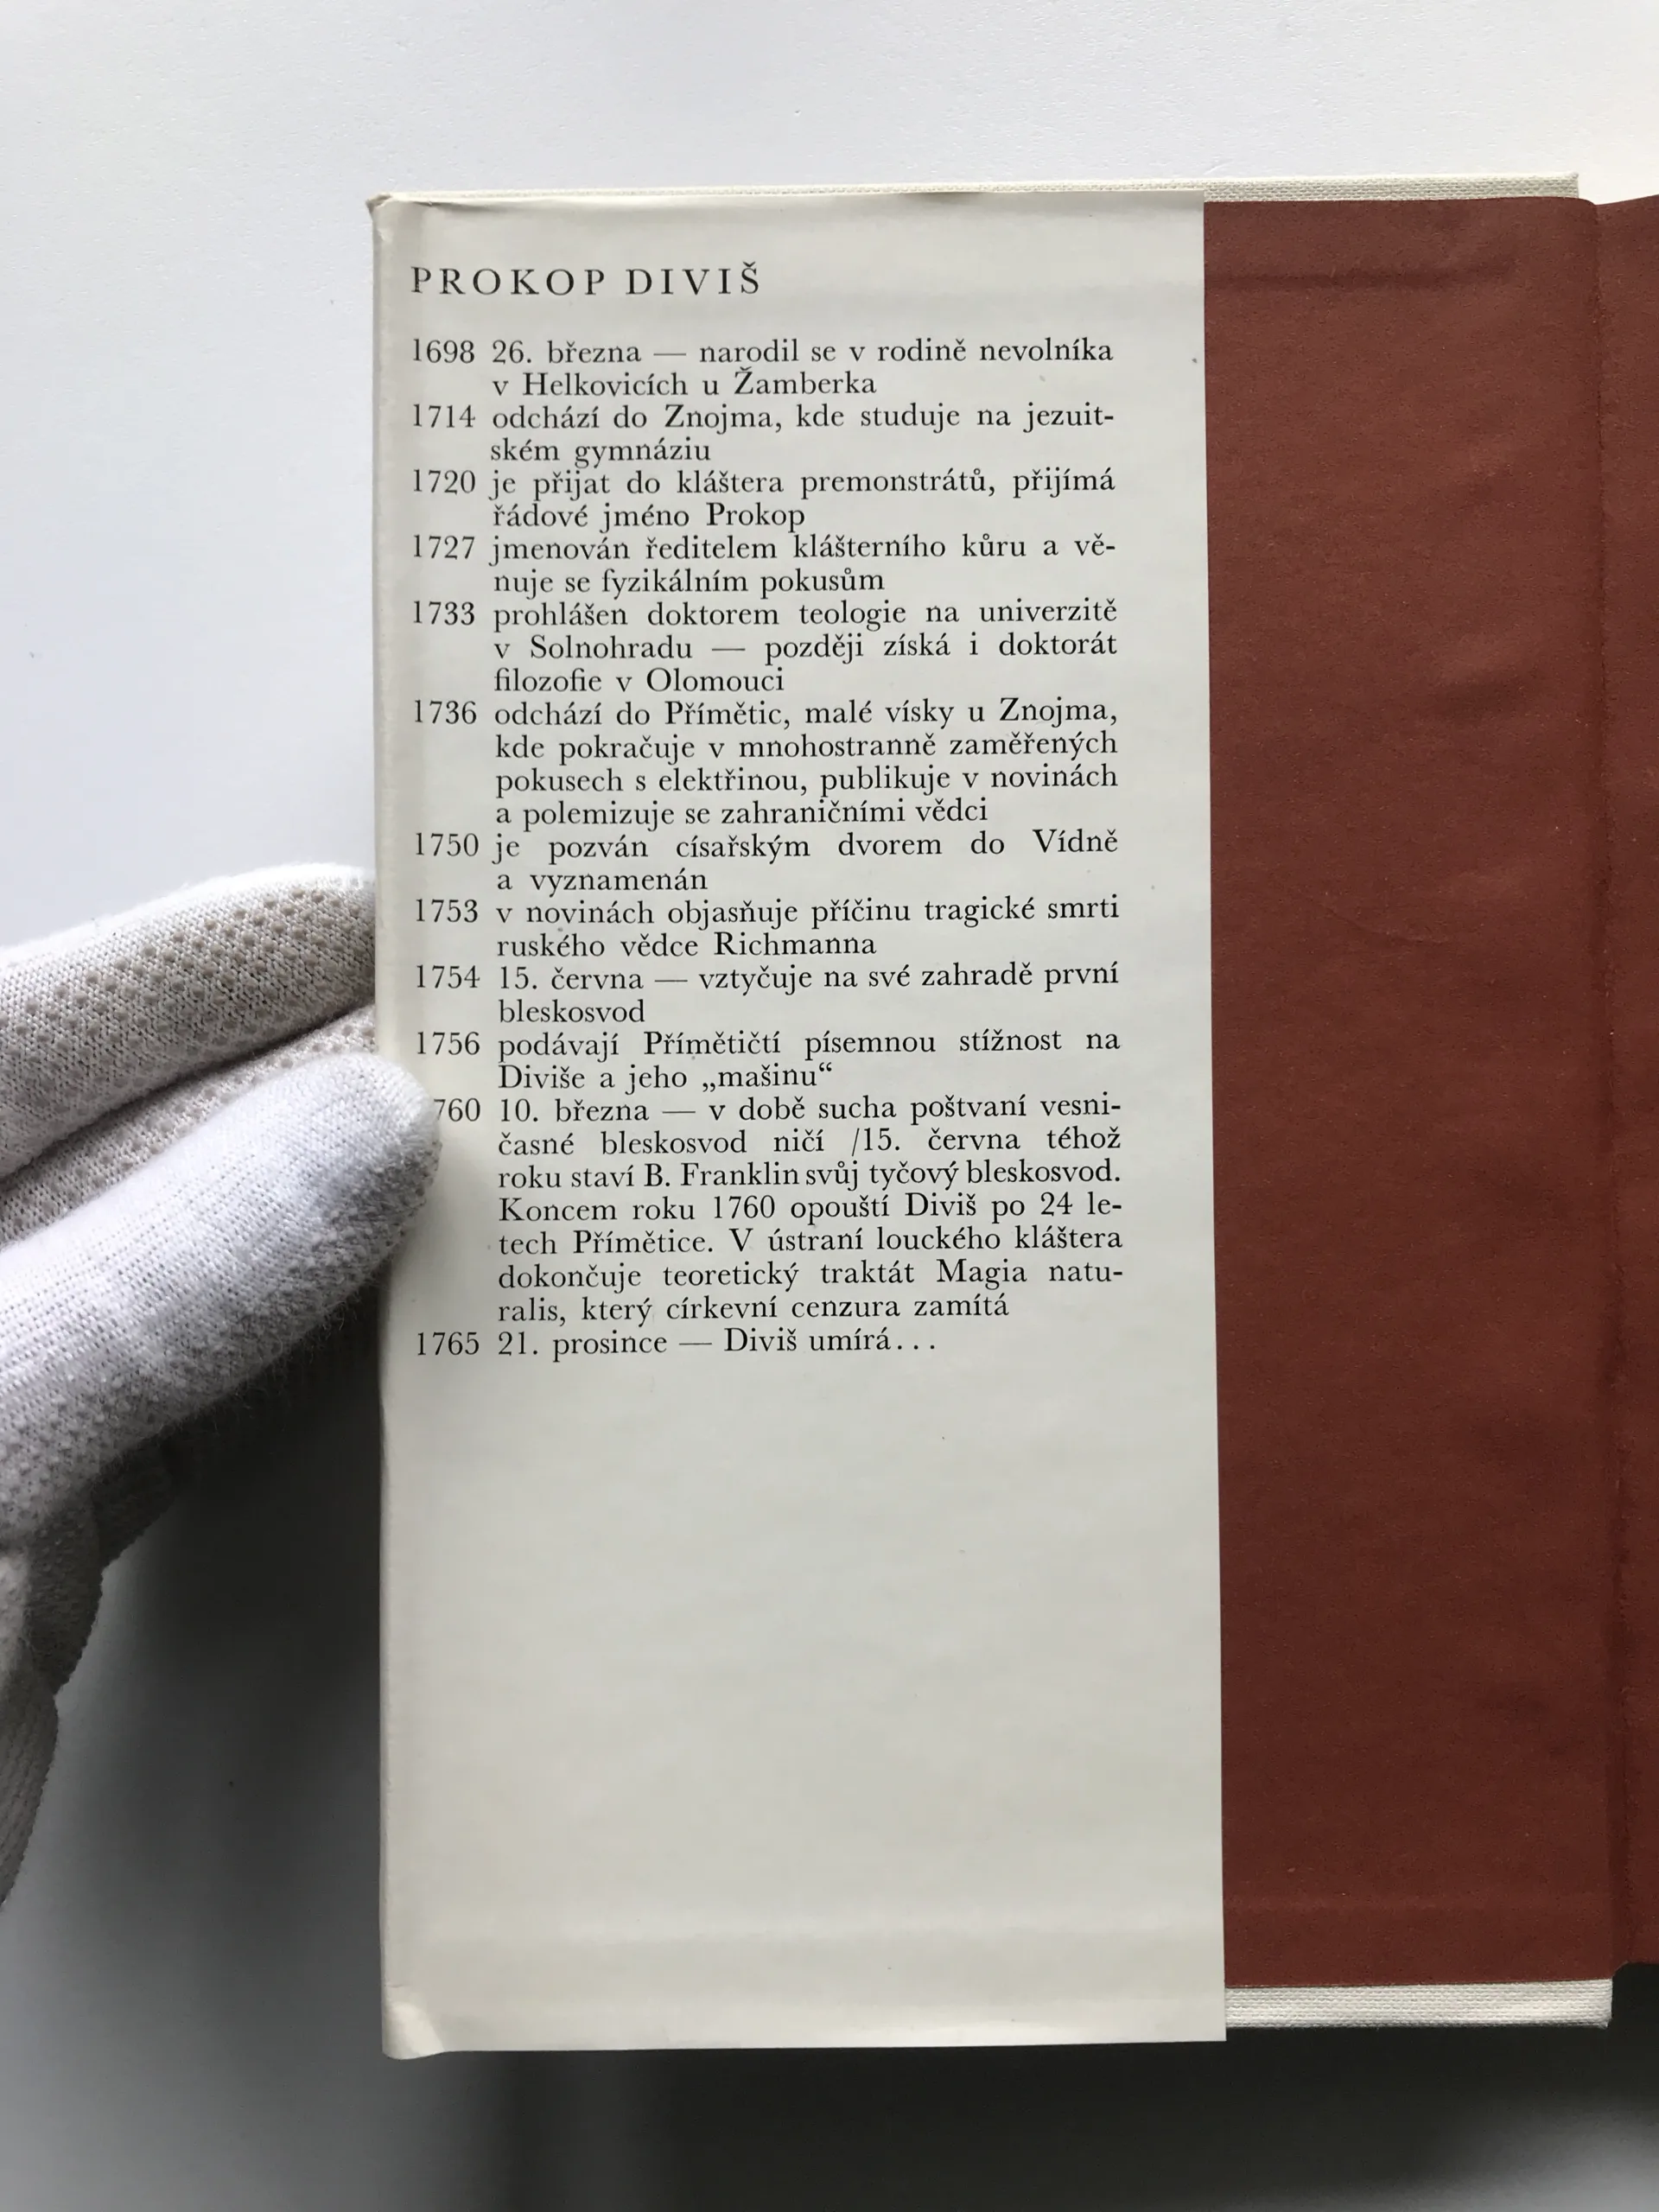 PROKOP DIVIŠ
1698 26. března — narodil se v rodině nevolníka
v Helkovicích u Žamberka
1714 odchází do Znojma, kde studuje na jezuit-
ském gymnáziu
1720 je přijat do kláštera premonstrátů, přijímá
řádové jméno Prokop
1727 jmenován ředitelem klášterního kůru a vě-
nuje se fyzikálním pokusům
1733 prohlášen doktorem teologie na univerzitě
v Solnohradu — později získá i doktorát
filozofie v Olomouci
1736 odchází do Přímětic, malé vísky u Znojma,
kde pokračuje v mnohostranně zaměřených
pokusech s elektřinou, publikuje v novinách
a polemizuje se zahraničními vědci
1750 je pozván císařským dvorem do Vídně
a vyznamenán
1753 v novinách objasňuje příčinu tragické smrti
ruského vědce Richmanna
1754 15. června — vztyčuje na své zahradě první
bleskosvod
1756 podávají Přímětičtí písemnou stížnost na
Diviše a jeho „mašinu“
760 10. března — v době sucha poštvaní vesni-
časné bleskosvod ničí /15. června téhož
roku staví B. Franklin svůj tyčový bleskosvod.
Koncem roku 1760 opouští Diviš po 24 le-
tech Přímětice. V ústraní louckého kláštera
dokončuje teoretický traktát Magia natu-
ralis, který církevní cenzura zamítá
1765 21. prosince — Diviš umírá...